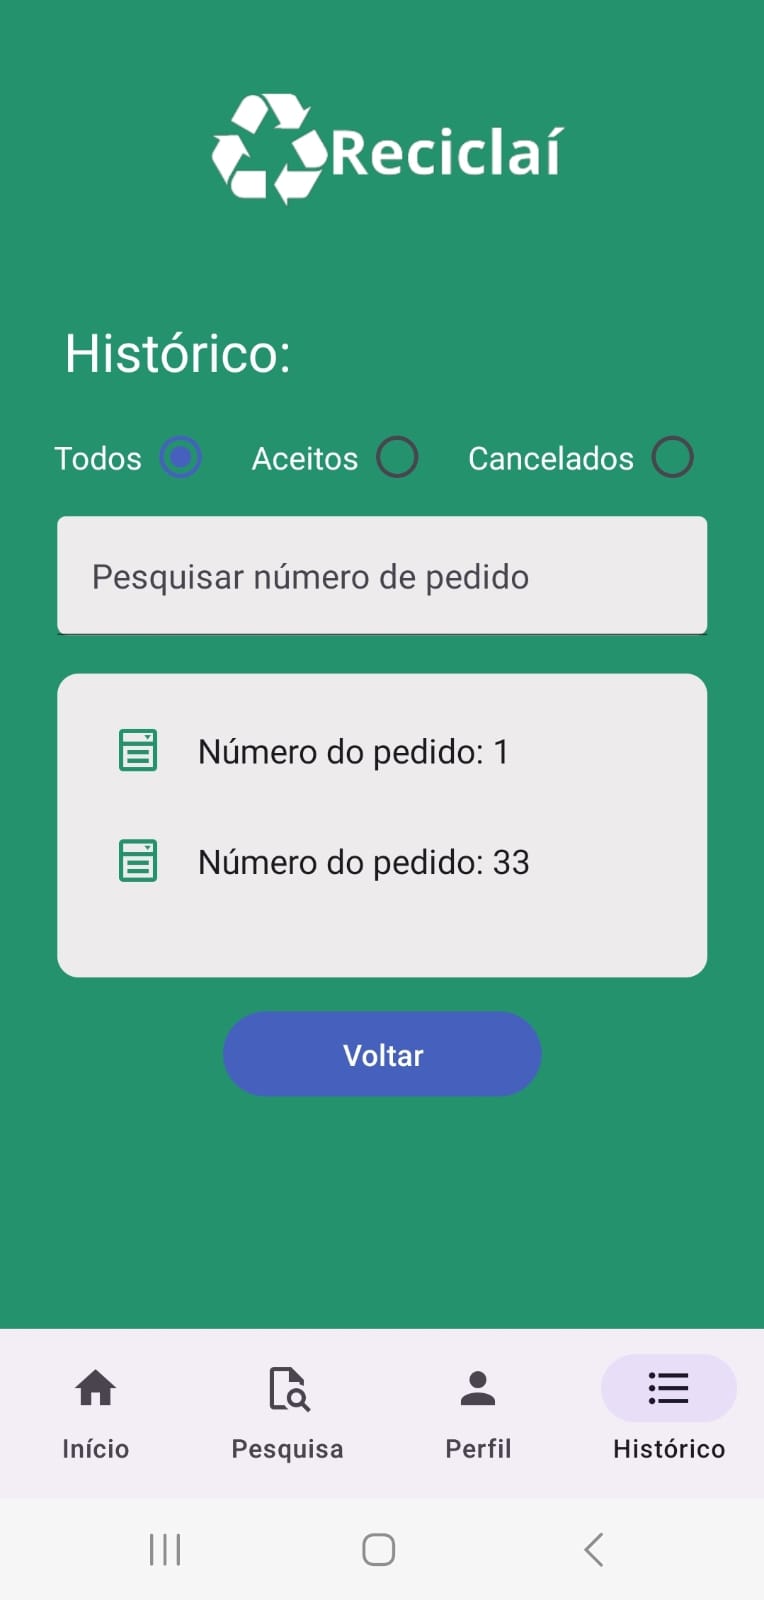 Reciclaí
Histórico:
Todos Aceitos Cancelados
Pesquisar número de pedido
Número do pedido: 1
Número do pedido: 33
Voltar
Início Pesquisa Perfil Histórico